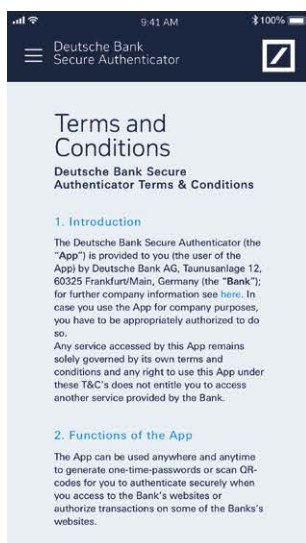 9:41 AM
100%
Deutsche Bank
Secure Authenticator
Terms and
Conditions
Deutsche Bank Secure
Authenticator Terms & Conditions
1. Introduction
The Deutsche Bank Secure Authenticator (the
"App") is provided to you (the user of the
App) by Deutsche Bank AG, Taunusanlage 12,
60325 Frankfurt/Main, Germany (the "Bank");
for further company information see here. In
case you use the App for company purposes,
you have to be appropriately authorized to do
so.
Any service accessed by this App remains
solely governed by its own terms and
conditions and any right to use this App under
these T&C's does not entitle you to access
another service provided by the Bank.
2. Functions of the App
The App can be used anywhere and anytime
to generate one-time-passwords or scan QR-
codes for you to authenticate securely when
you access to the Bank's websites or
authorize transactions on some of the Banks's
websites.